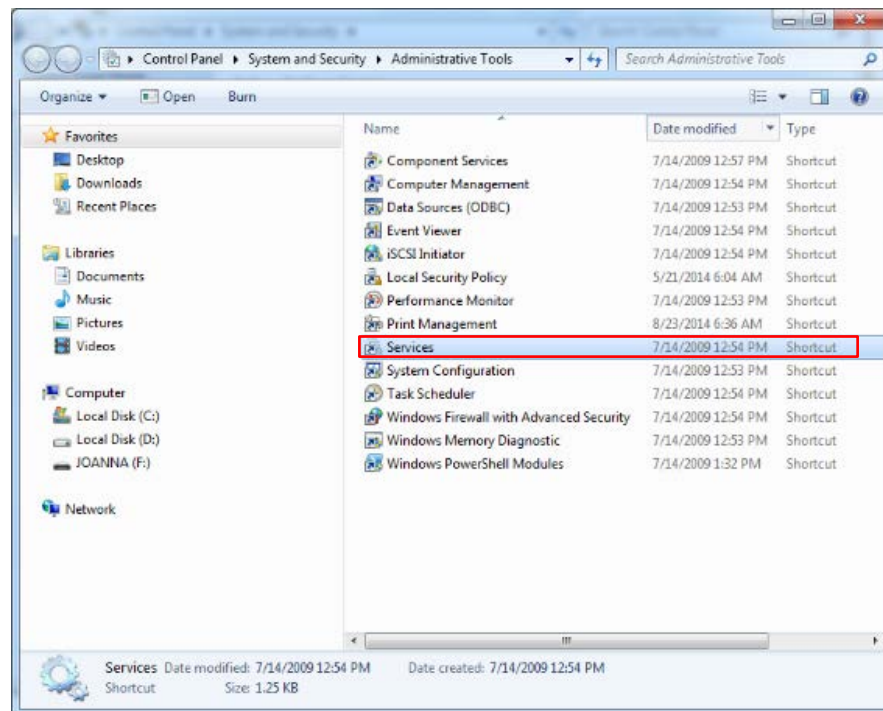 Control Panel System and Security Administrative Tools Search Administrative Tools
Organize Open Burn
Favorites
Desktop
Downloads
Recent Places
Libraries
Documents
Music
Pictures
Videos
Computer
Local Disk (C:)
Local Disk (D:)
JOANNA (F:)
Network
Name Date modified Type
Component Services 7/14/2009 12:57 PM Shortcut
Computer Management 7/14/2009 12:54 PM Shortcut
Data Sources (ODBC) 7/14/2009 12:53 PM Shortcut
Event Viewer 7/14/2009 12:54 PM Shortcut
iSCSI Initiator 7/14/2009 12:54 PM Shortcut
Local Security Policy 5/21/2014 6:04 AM Shortcut
Performance Monitor 7/14/2009 12:53 PM Shortcut
Print Management 8/23/2014 6:36 AM Shortcut
Services 7/14/2009 12:54 PM Shortcut
System Configuration 7/14/2009 12:53 PM Shortcut
Task Scheduler 7/14/2009 12:54 PM Shortcut
Windows Firewall with Advanced Security 7/14/2009 12:54 PM Shortcut
Windows Memory Diagnostic 7/14/2009 12:53 PM Shortcut
Windows PowerShell Modules 7/14/2009 1:32 PM Shortcut
Services Date modified: 7/14/2009 12:54 PM Date created: 7/14/2009 12:54 PM
Shortcut Size: 1.25 KB